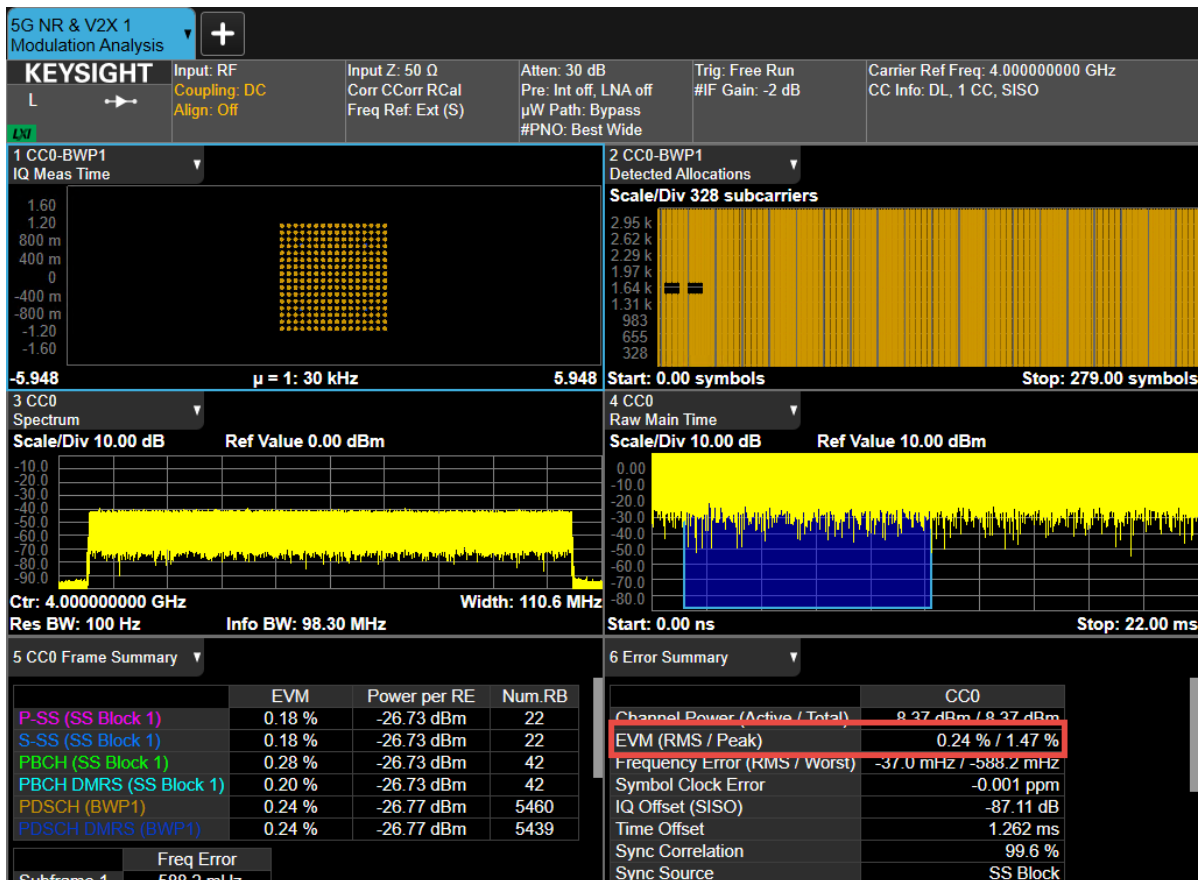 5G NR & V2X 1
Modulation Analysis
KEYSIGHT
L
LXI
Input: RF
Coupling: DC
Align: Off
Input Z: 50 Ω
Corr CCorr RCal
Freq Ref: Ext (S)
Atten: 30 dB
Pre: Int off, LNA off
µW Path: Bypass
#PNO: Best Wide
Trig: Free Run
#IF Gain: -2 dB
Carrier Ref Freq: 4.000000000 GHz
CC Info: DL, 1 CC, SISO
1 CC0-BWP1
IQ Meas Time
1.60
1.20
800 m
400 m
0
-400 m
-800 m
-1.20
-1.60
-5.948 µ = 1: 30 kHz 5.948
2 CC0-BWP1
Detected Allocations
Scale/Div 328 subcarriers
2.95 k
2.62 k
2.29 k
1.97 k
1.64 k
1.31 k
983
655
328
Start: 0.00 symbols Stop: 279.00 symbols
3 CC0
Spectrum
Scale/Div 10.00 dB Ref Value 0.00 dBm
-10.0
-20.0
-30.0
-40.0
-50.0
-60.0
-70.0
-80.0
-90.0
Ctr: 4.000000000 GHz Width: 110.6 MHz
Res BW: 100 Hz Info BW: 98.30 MHz
4 CC0
Raw Main Time
Scale/Div 10.00 dB Ref Value 10.00 dBm
0.00
-10.0
-20.0
-30.0
-40.0
-50.0
-60.0
-70.0
-80.0
Start: 0.00 ns Stop: 22.00 ms
5 CC0 Frame Summary
EVM Power per RE Num.RB
P-SS (SS Block 1) 0.18 % -26.73 dBm 22
S-SS (SS Block 1) 0.18 % -26.73 dBm 22
PBCH (SS Block 1) 0.28 % -26.73 dBm 42
PBCH DMRS (SS Block 1) 0.20 % -26.73 dBm 42
PDSCH (BWP1) 0.24 % -26.77 dBm 5460
PDSCH DMRS (BWP1) 0.24 % -26.77 dBm 5439
Freq Error
Subframe 1 -588.2 mHz
6 Error Summary
CC0
Channel Power (Active / Total) 8.37 dBm / 8.37 dBm
EVM (RMS / Peak) 0.24 % / 1.47 %
Frequency Error (RMS / Worst) -37.0 mHz / -588.2 mHz
Symbol Clock Error -0.001 ppm
IQ Offset (SISO) -87.11 dB
Time Offset 1.262 ms
Sync Correlation 99.6 %
Sync Source SS Block